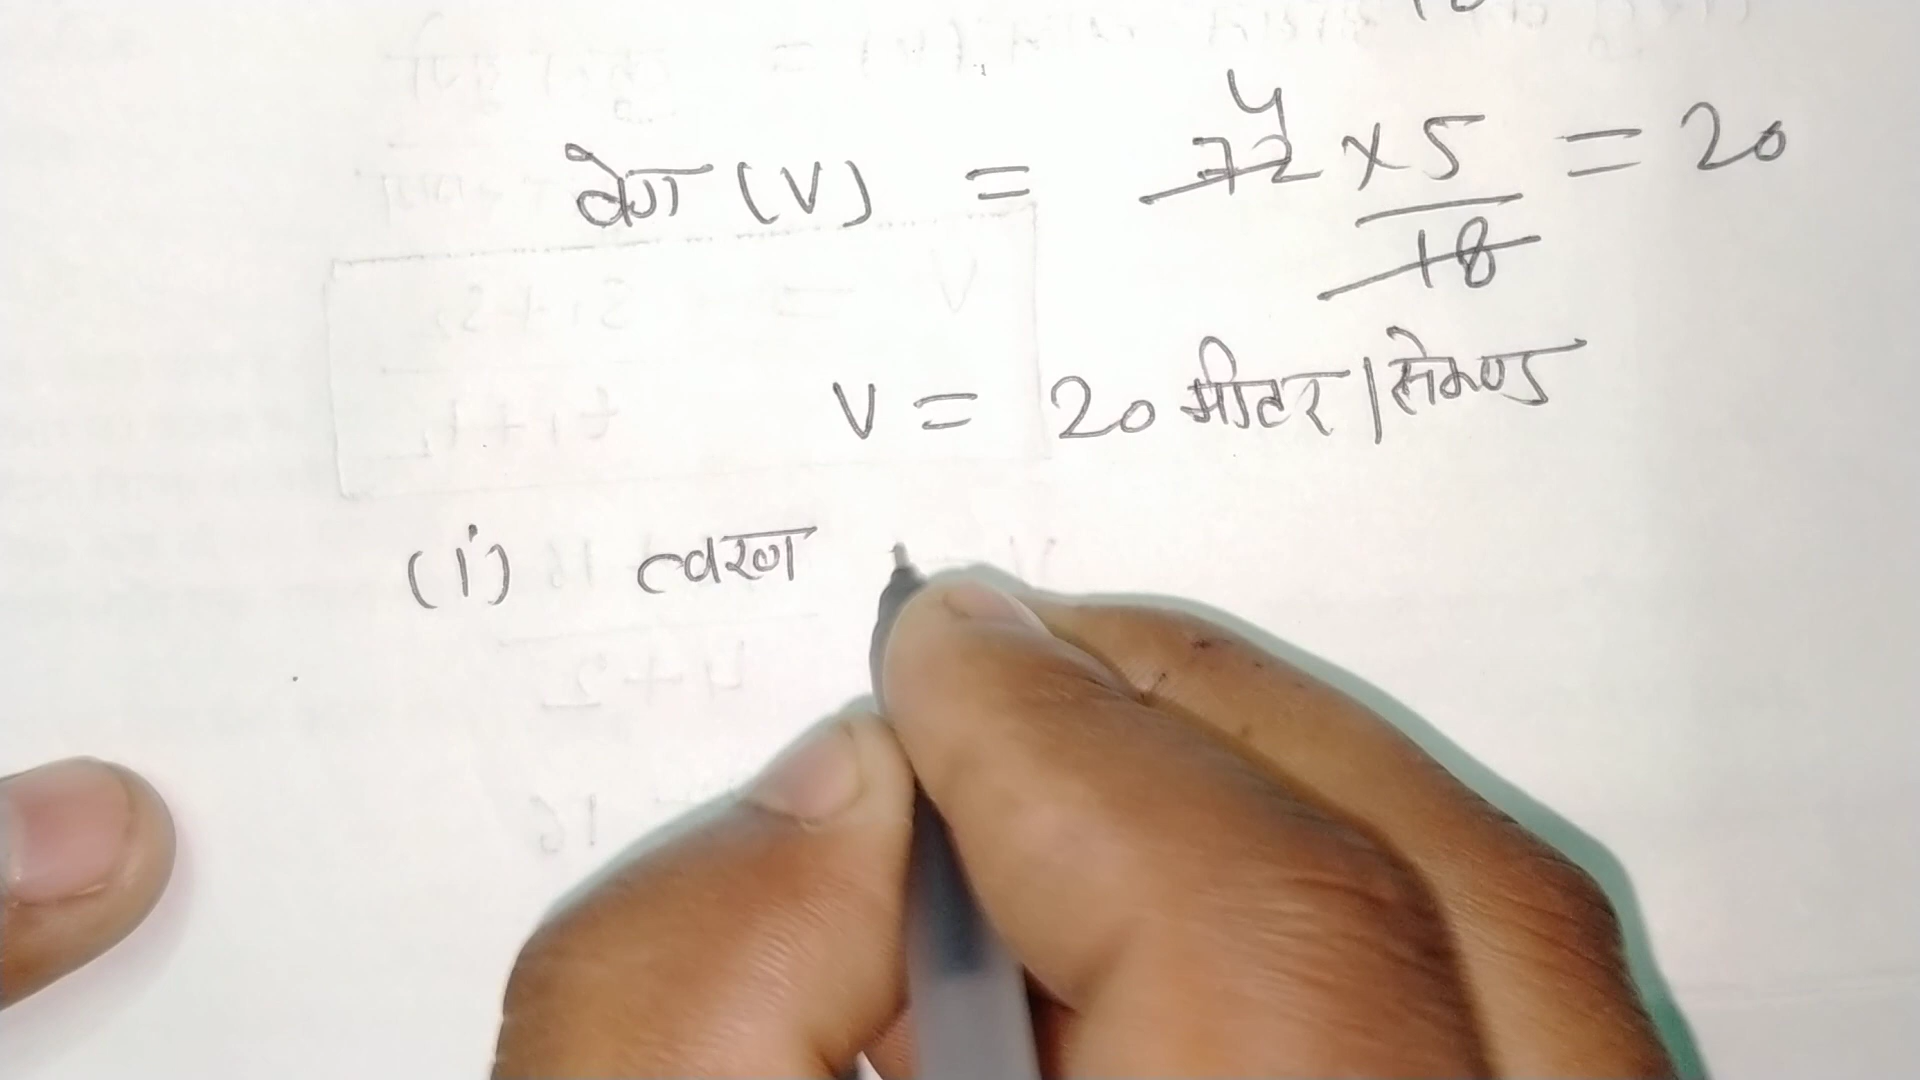 वेग (V) = 72 4 × 5 / 18 = 20
V = 20 मीटर/सेकण्ड
(i) त्वरण